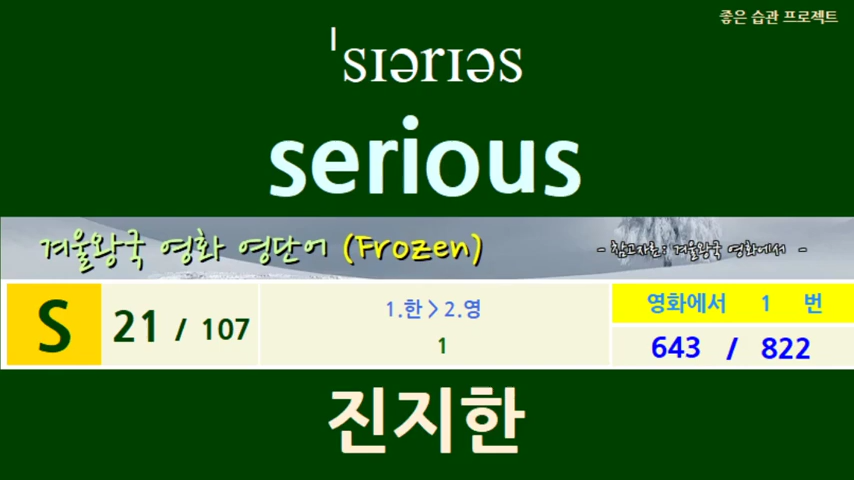 좋은 습관 프로젝트
ˈsɪərɪəs
serious
겨울왕국 영화 영단어 (Frozen)
- 참고자료: 겨울왕국 영화에서 -
S 21 / 107
1.한 > 2.영
1
영화에서 1 번
643 / 822
진지한